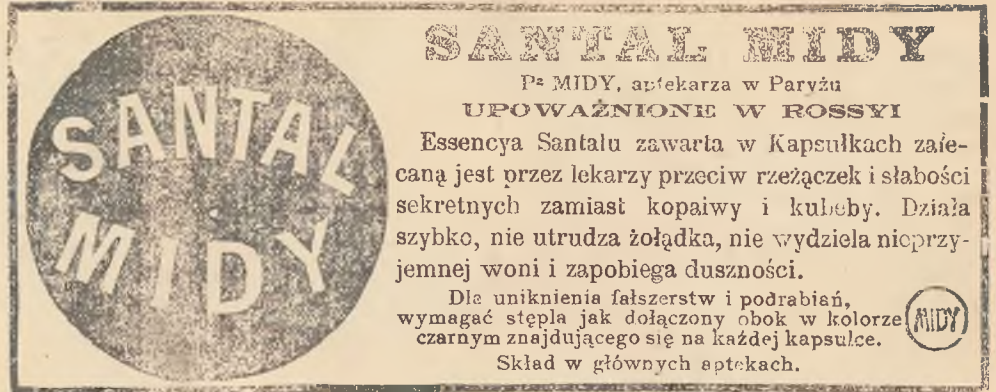 SANTAL MIDY
SANTAL
MIDY
Pª MIDY, aptekarza w Paryżu
UPOWAŻNIONE W ROSSYI
Essencya Santalu zawarta w Kapsułkach zale-
caną jest przez lekarzy przeciw rzeżączek i słabości
sekretnych zamiast kopaiwy i kubeby. Działa
szybko, nie utrudza żołądka, nie wydziela nieprzy-
jemnej woni i zapobiega duszności.
Dla uniknienia fałszerstw i podrabiań,
wymagać stępla jak dołączony obok w kolorze
czarnym znajdującego się na każdej kapsułce.
MIDY
Skład w głównych aptekach.